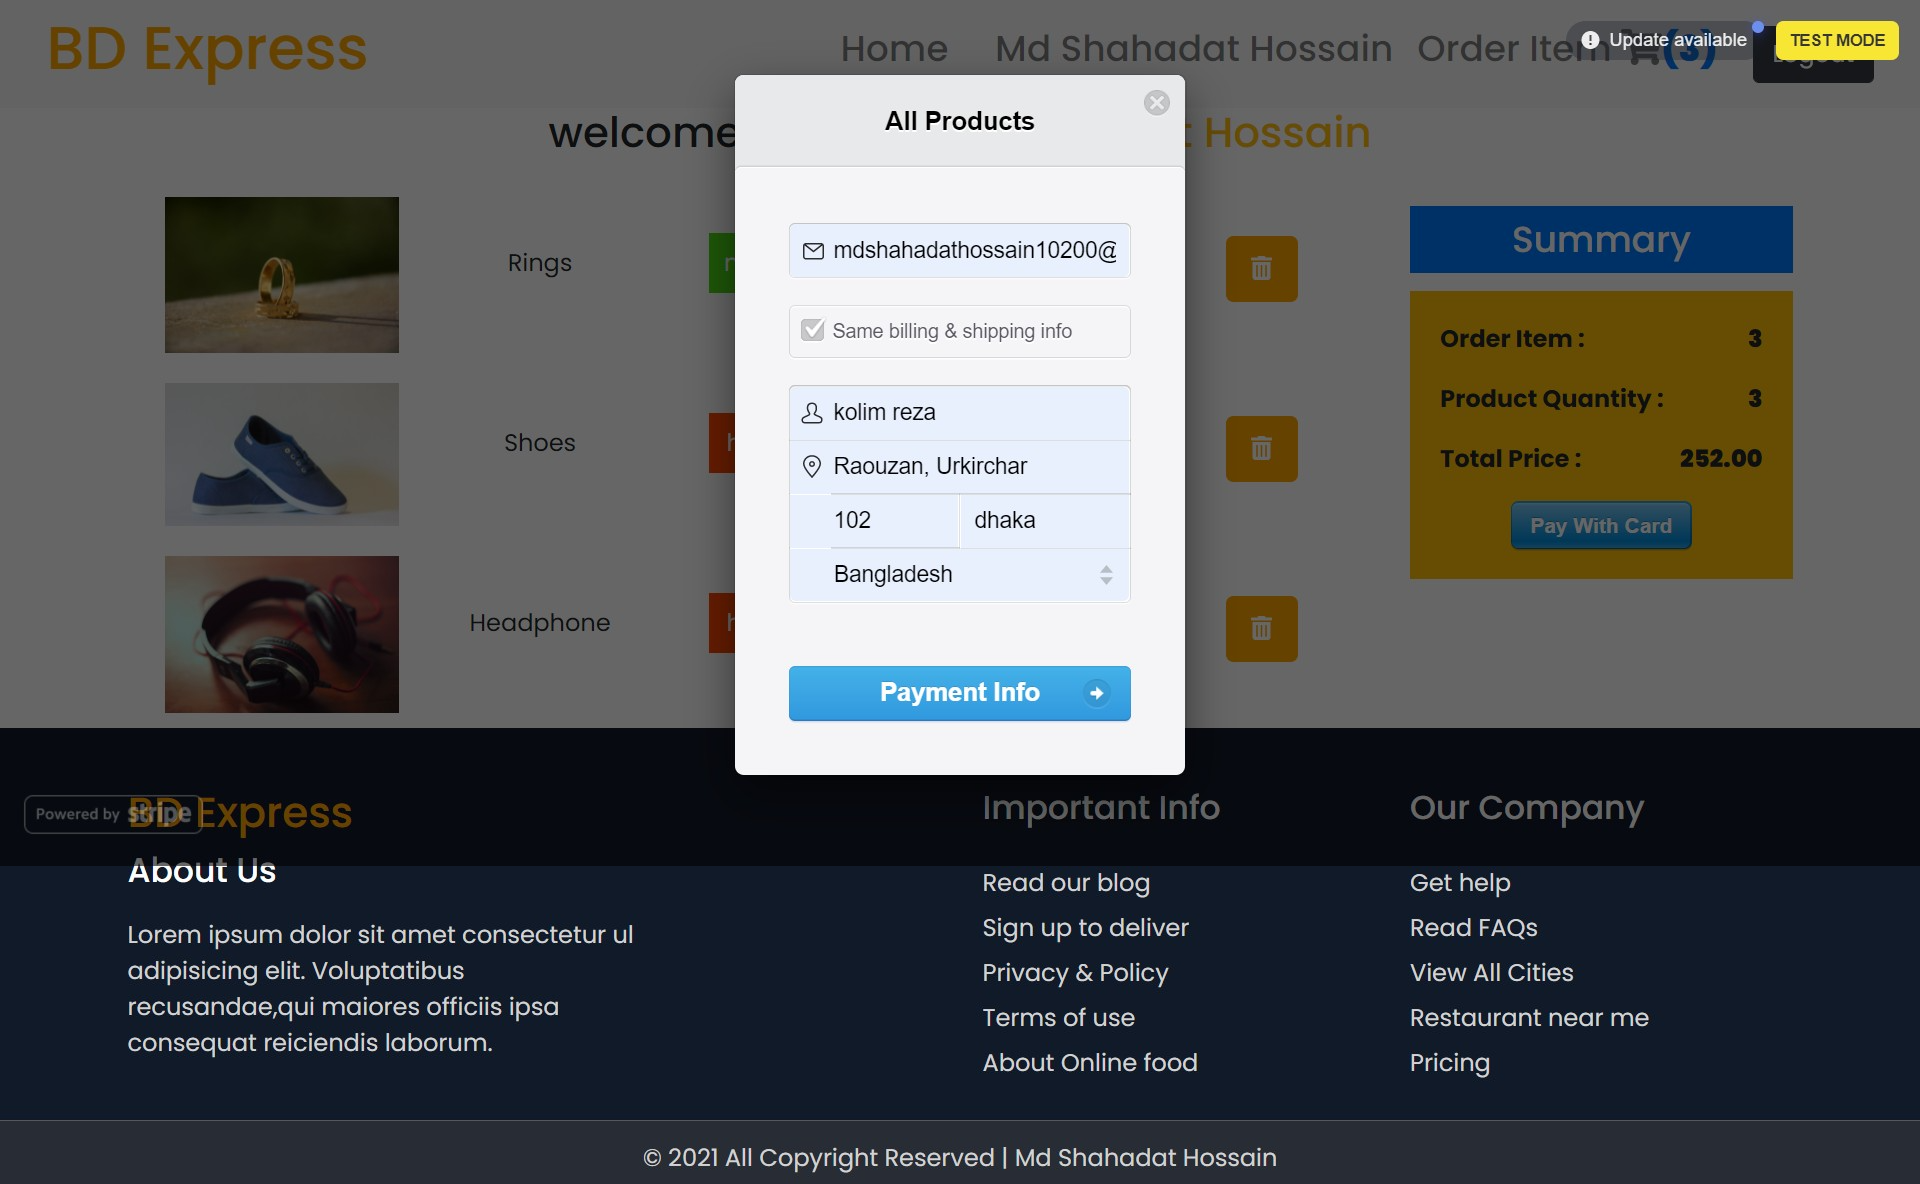 BD Express
Home
Md Shahadat Hossain
Order Item
(3)
Update available
TEST MODE
welcome
t Hossain
All Products
mdshahadathossain10200@
Same billing & shipping info
kolim reza
Raouzan, Urkirchar
102
dhaka
Bangladesh
Payment Info
Rings
Shoes
Headphone
Summary
Order Item : 3
Product Quantity : 3
Total Price : 252.00
Pay With Card
Powered by stripe
BD Express
About Us
Lorem ipsum dolor sit amet consectetur ul
adipisicing elit. Voluptatibus
recusandae,qui maiores officiis ipsa
consequat reiciendis laborum.
Important Info
Read our blog
Sign up to deliver
Privacy & Policy
Terms of use
About Online food
Our Company
Get help
Read FAQs
View All Cities
Restaurant near me
Pricing
© 2021 All Copyright Reserved | Md Shahadat Hossain